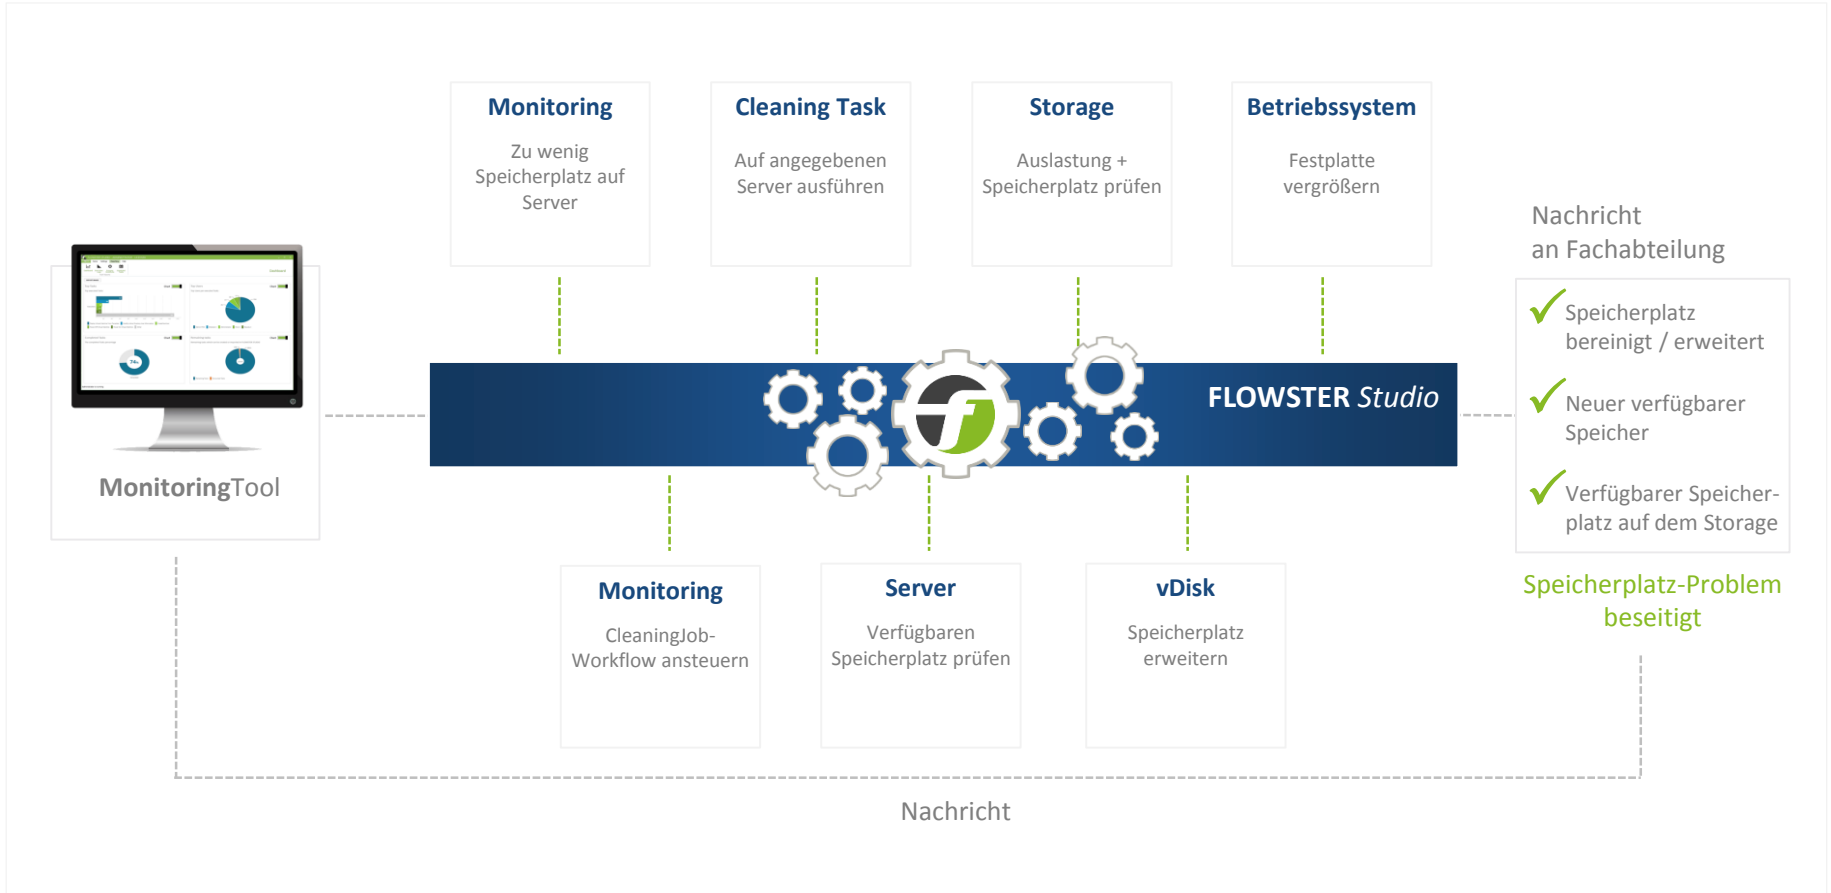 Monitoring
Zu wenig
Speicherplatz auf
Server
Cleaning Task
Auf angegebenen
Server ausführen
Storage
Auslastung +
Speicherplatz prüfen
Betriebssystem
Festplatte
vergrößern
Nachricht
an Fachabteilung
Speicherplatz
bereinigt / erweitert
Neuer verfügbarer
Speicher
Verfügbarer Speicher-
platz auf dem Storage
Speicherplatz-Problem
beseitigt
FLOWSTER Studio
MonitoringTool
Monitoring
CleaningJob-
Workflow ansteuern
Server
Verfügbaren
Speicherplatz prüfen
vDisk
Speicherplatz
erweitern
Nachricht